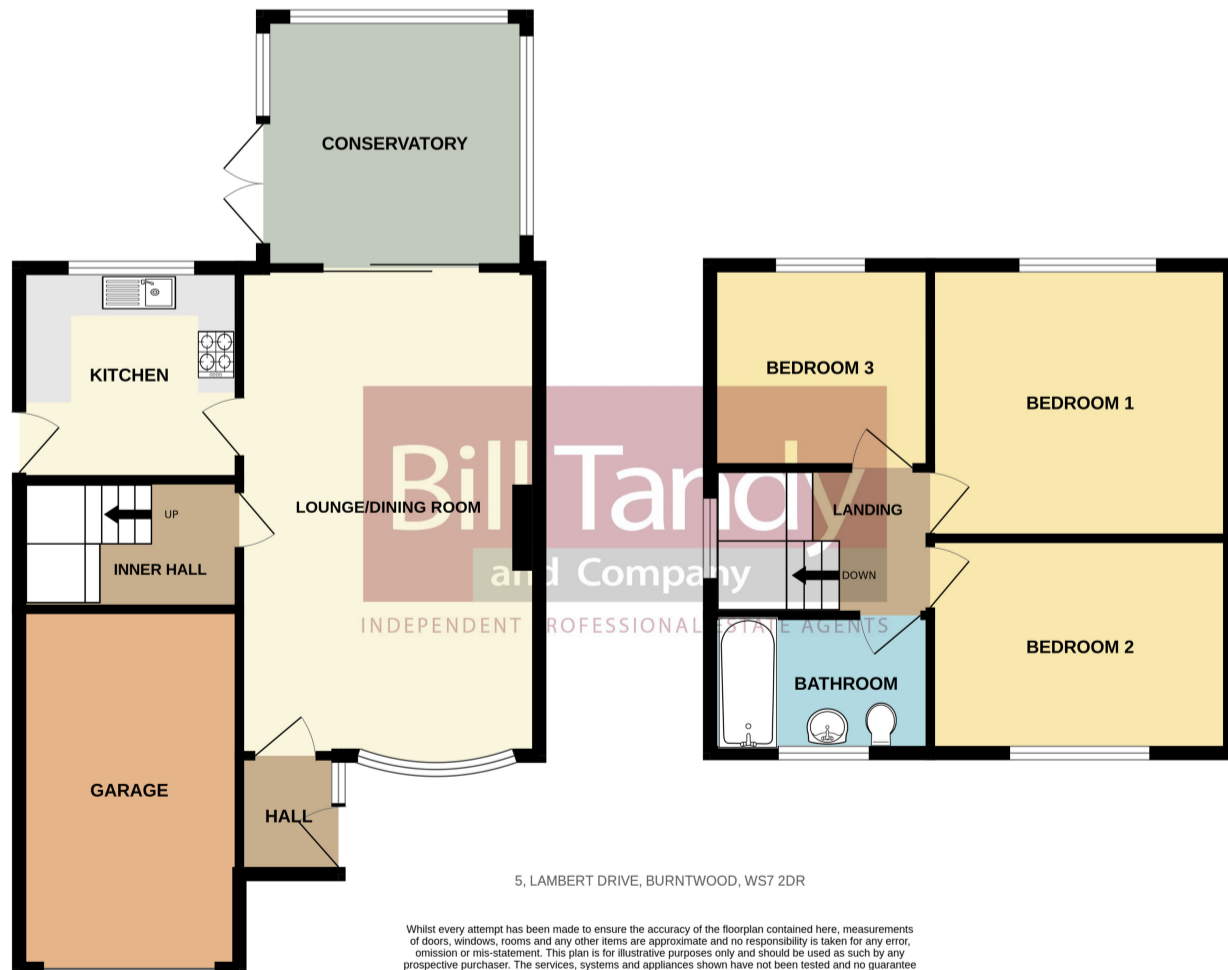 CONSERVATORY
KITCHEN
LOUNGE/DINING ROOM
UP
INNER HALL
GARAGE
HALL
BEDROOM 3
BEDROOM 1
LANDING
DOWN
BEDROOM 2
BATHROOM
Bill Tandy
and Company
INDEPENDENT PROFESSIONAL ESTATE AGENTS
5, LAMBERT DRIVE, BURNTWOOD, WS7 2DR
Whilst every attempt has been made to ensure the accuracy of the floorplan contained here, measurements
of doors, windows, rooms and any other items are approximate and no responsibility is taken for any error,
omission or mis-statement. This plan is for illustrative purposes only and should be used as such by any
prospective purchaser. The services, systems and appliances shown have not been tested and no guarantee